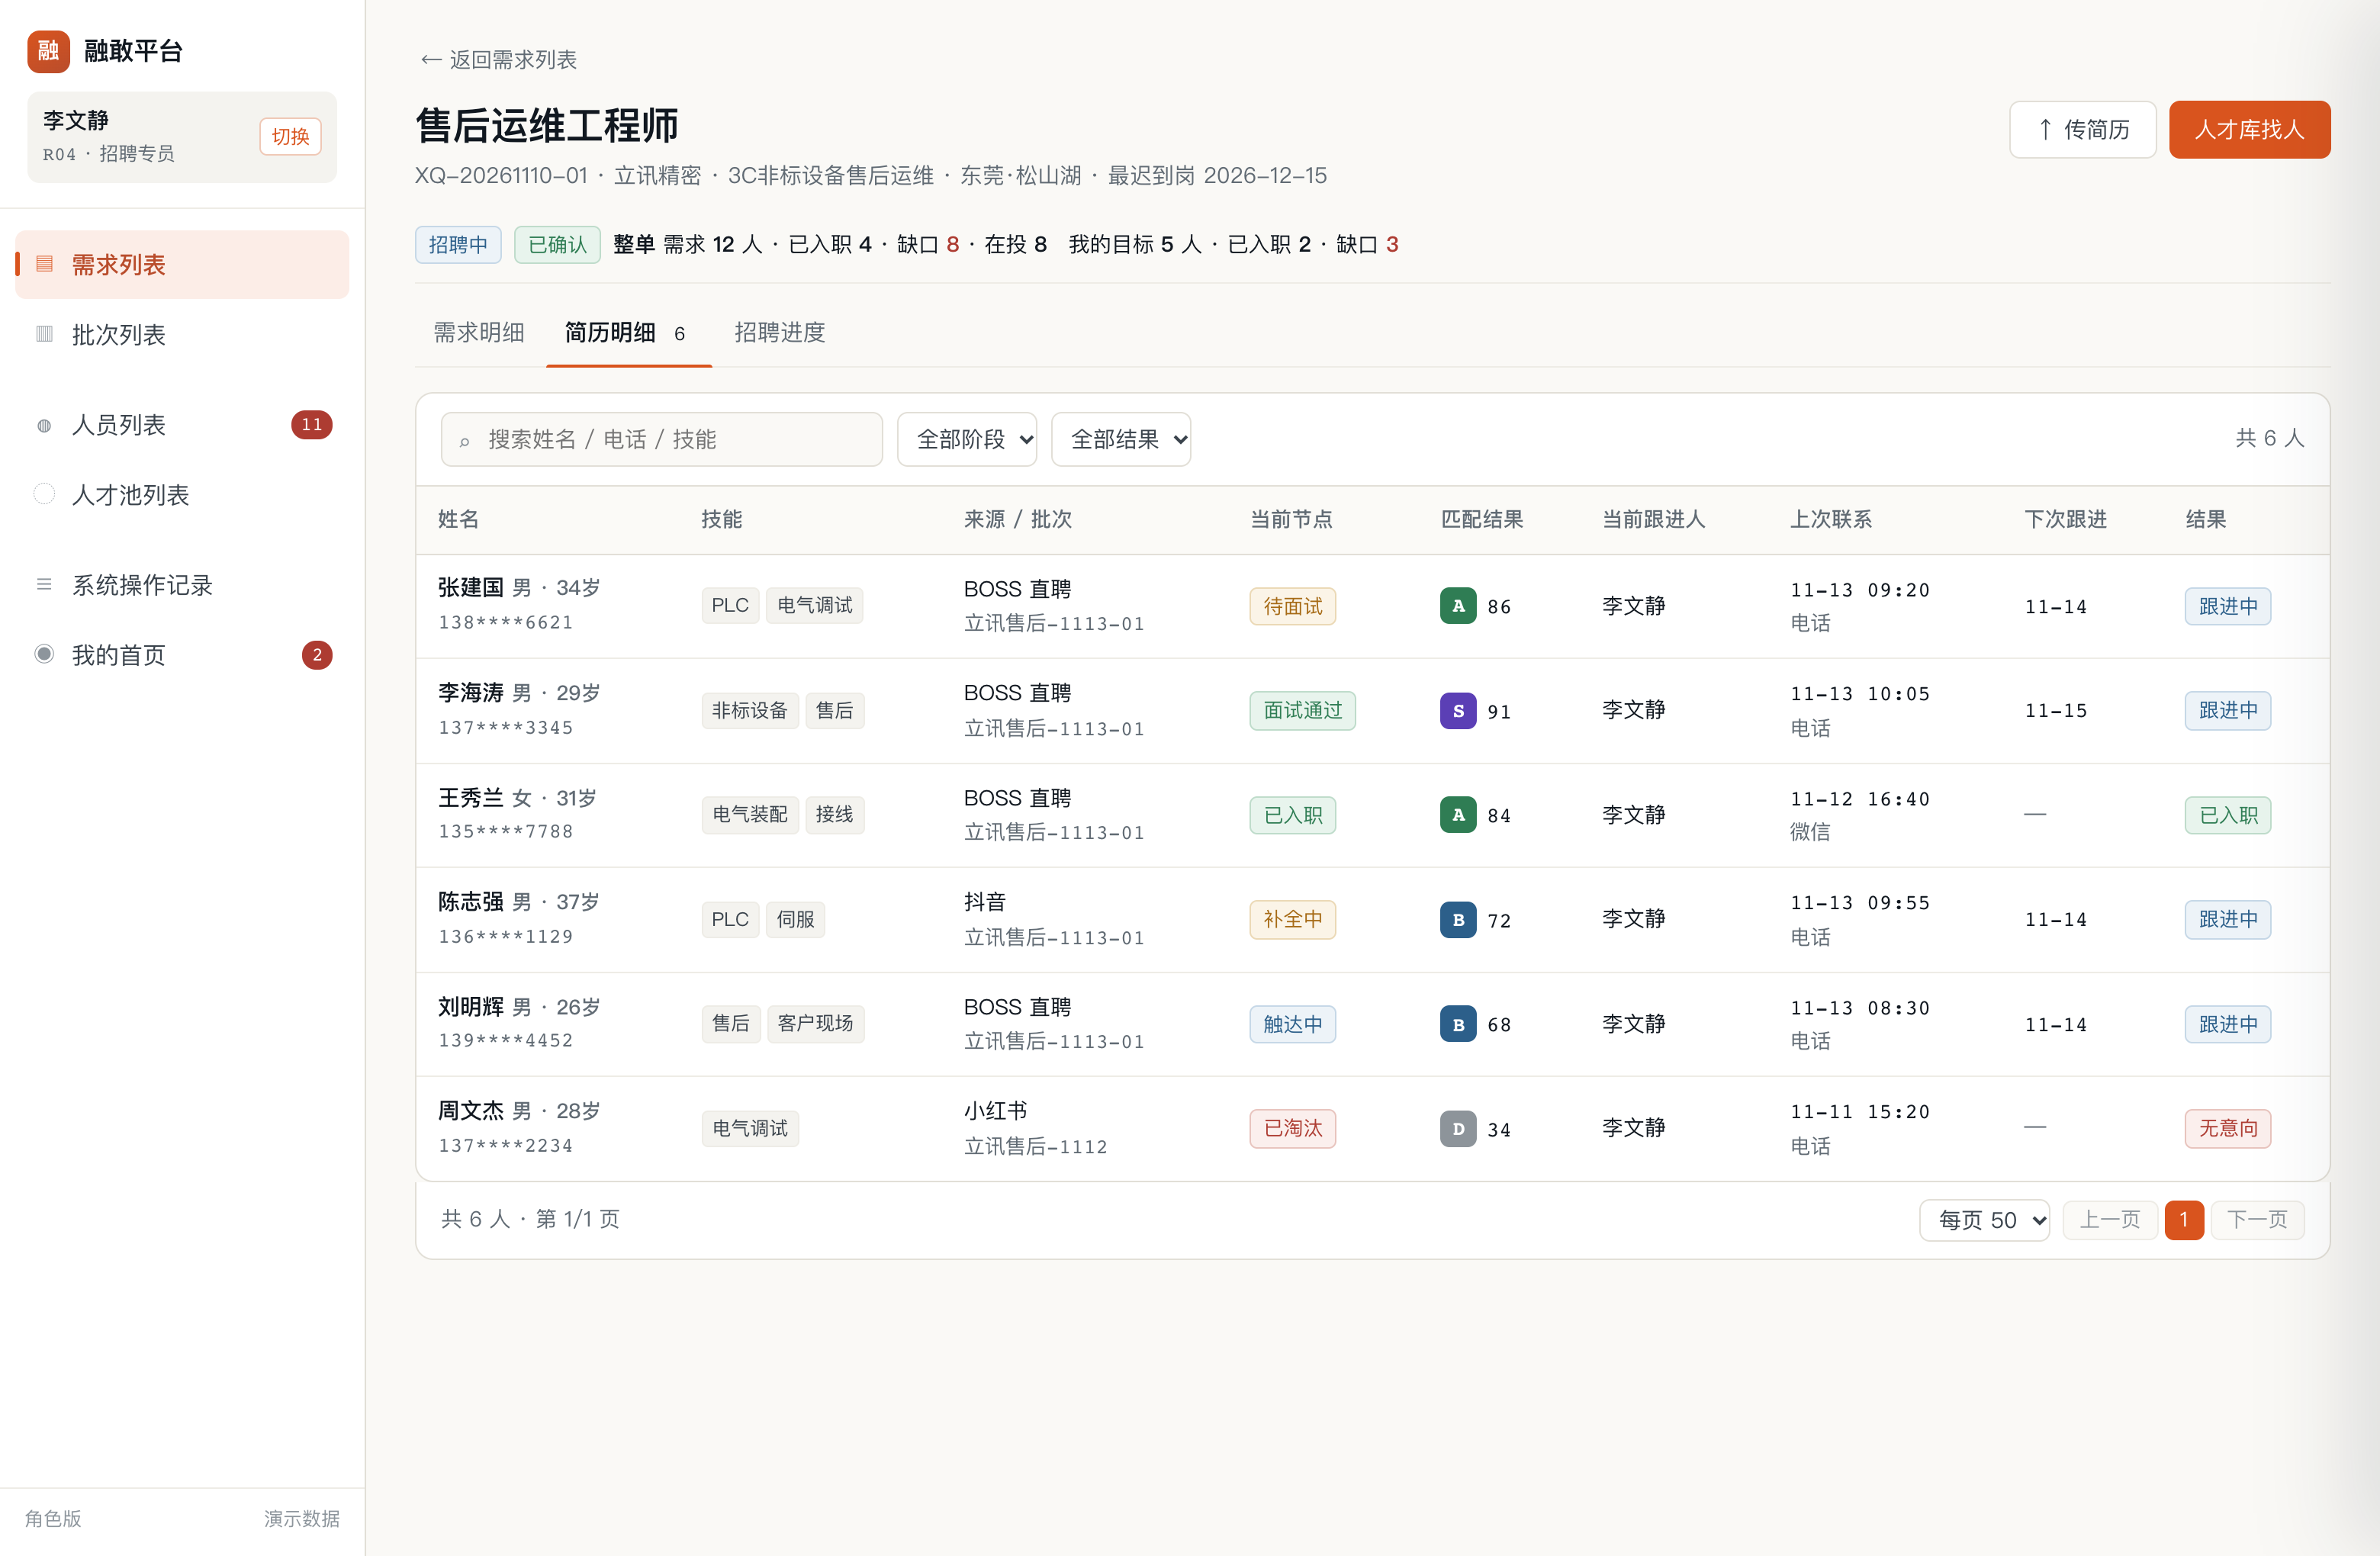 融 融敢平台
李文静
R04 · 招聘专员
切换
需求列表
批次列表
人员列表 11
人才池列表
系统操作记录
我的首页 2
角色版 演示数据
← 返回需求列表
售后运维工程师
XQ-20261110-01 · 立讯精密 · 3C非标设备售后运维 · 东莞·松山湖 · 最迟到岗 2026-12-15
↑ 传简历 人才库找人
招聘中 已确认 整单 需求 12 人 · 已入职 4 · 缺口 8 · 在投 8 我的目标 5 人 · 已入职 2 · 缺口 3
需求明细 简历明细 6 招聘进度
搜索姓名 / 电话 / 技能 全部阶段 全部结果 共 6 人
姓名 技能 来源 / 批次 当前节点 匹配结果 当前跟进人 上次联系 下次跟进 结果
张建国 男 · 34岁 PLC 电气调试 BOSS 直聘 待面试 A 86 李文静 11-13 09:20 11-14 跟进中
138****6621 立讯售后-1113-01 电话
李海涛 男 · 29岁 非标设备 售后 BOSS 直聘 面试通过 S 91 李文静 11-13 10:05 11-15 跟进中
137****3345 立讯售后-1113-01 电话
王秀兰 女 · 31岁 电气装配 接线 BOSS 直聘 已入职 A 84 李文静 11-12 16:40 — 已入职
135****7788 立讯售后-1113-01 微信
陈志强 男 · 37岁 PLC 伺服 抖音 补全中 B 72 李文静 11-13 09:55 11-14 跟进中
136****1129 立讯售后-1113-01 电话
刘明辉 男 · 26岁 售后 客户现场 BOSS 直聘 触达中 B 68 李文静 11-13 08:30 11-14 跟进中
139****4452 立讯售后-1113-01 电话
周文杰 男 · 28岁 电气调试 小红书 已淘汰 D 34 李文静 11-11 15:20 — 无意向
137****2234 立讯售后-1112 电话
共 6 人 · 第 1/1 页 每页 50 上一页 1 下一页